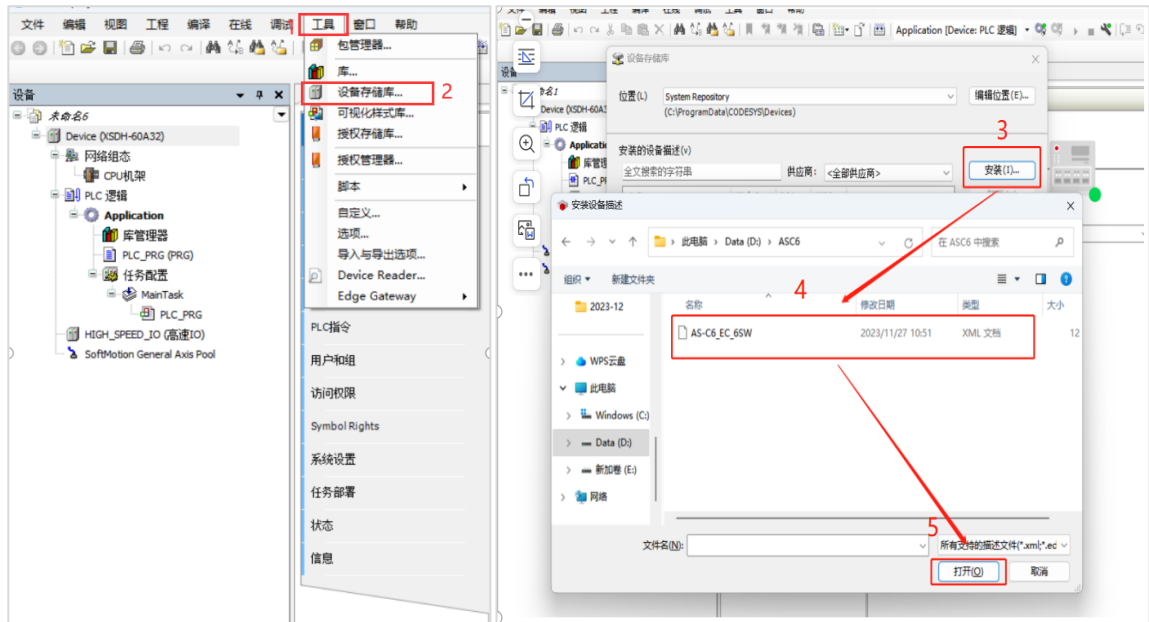 文件 编辑 视图 工程 编译 在线 调试 工具 窗口 帮助
设备
未命名6
Device (XSDH-60A32)
网络组态
CPU机架
PLC 逻辑
Application
库管理器
PLC_PRG (PRG)
任务配置
MainTask
PLC_PRG
HIGH_SPEED_IO (高速IO)
SoftMotion General Axis Pool
包管理器...
库...
设备存储库...
2
可视化样式库...
授权存储库...
授权管理器...
脚本
自定义...
选项...
导入与导出选项...
Device Reader...
Edge Gateway
PLC指令
用户和组
访问权限
Symbol Rights
系统设置
任务部署
状态
信息
Application [Device: PLC 逻辑]
设备存储库
位置(L)
System Repository
编辑位置(E)...
(C:\ProgramData\CODESYS\Devices)
3
安装的设备描述(v)
全文搜索的字符串
供应商:
<全部供应商>
安装(I)...
Device (XSDH-60A3
PLC 逻辑
Applicati
库管理
PLC_P
安装设备描述
此电脑 › Data (D:) › ASC6
在 ASC6 中搜索
组织 新建文件夹
4
2023-12
WPS云盘
此电脑
Windows (C:)
Data (D:)
新加卷 (E:)
网络
名称 修改日期 类型 大小
AS-C6_EC_6SW 2023/11/27 10:51 XML 文档 12
5
文件名(N):
所有支持的描述文件(*.xml;*.ed
打开(O)
取消